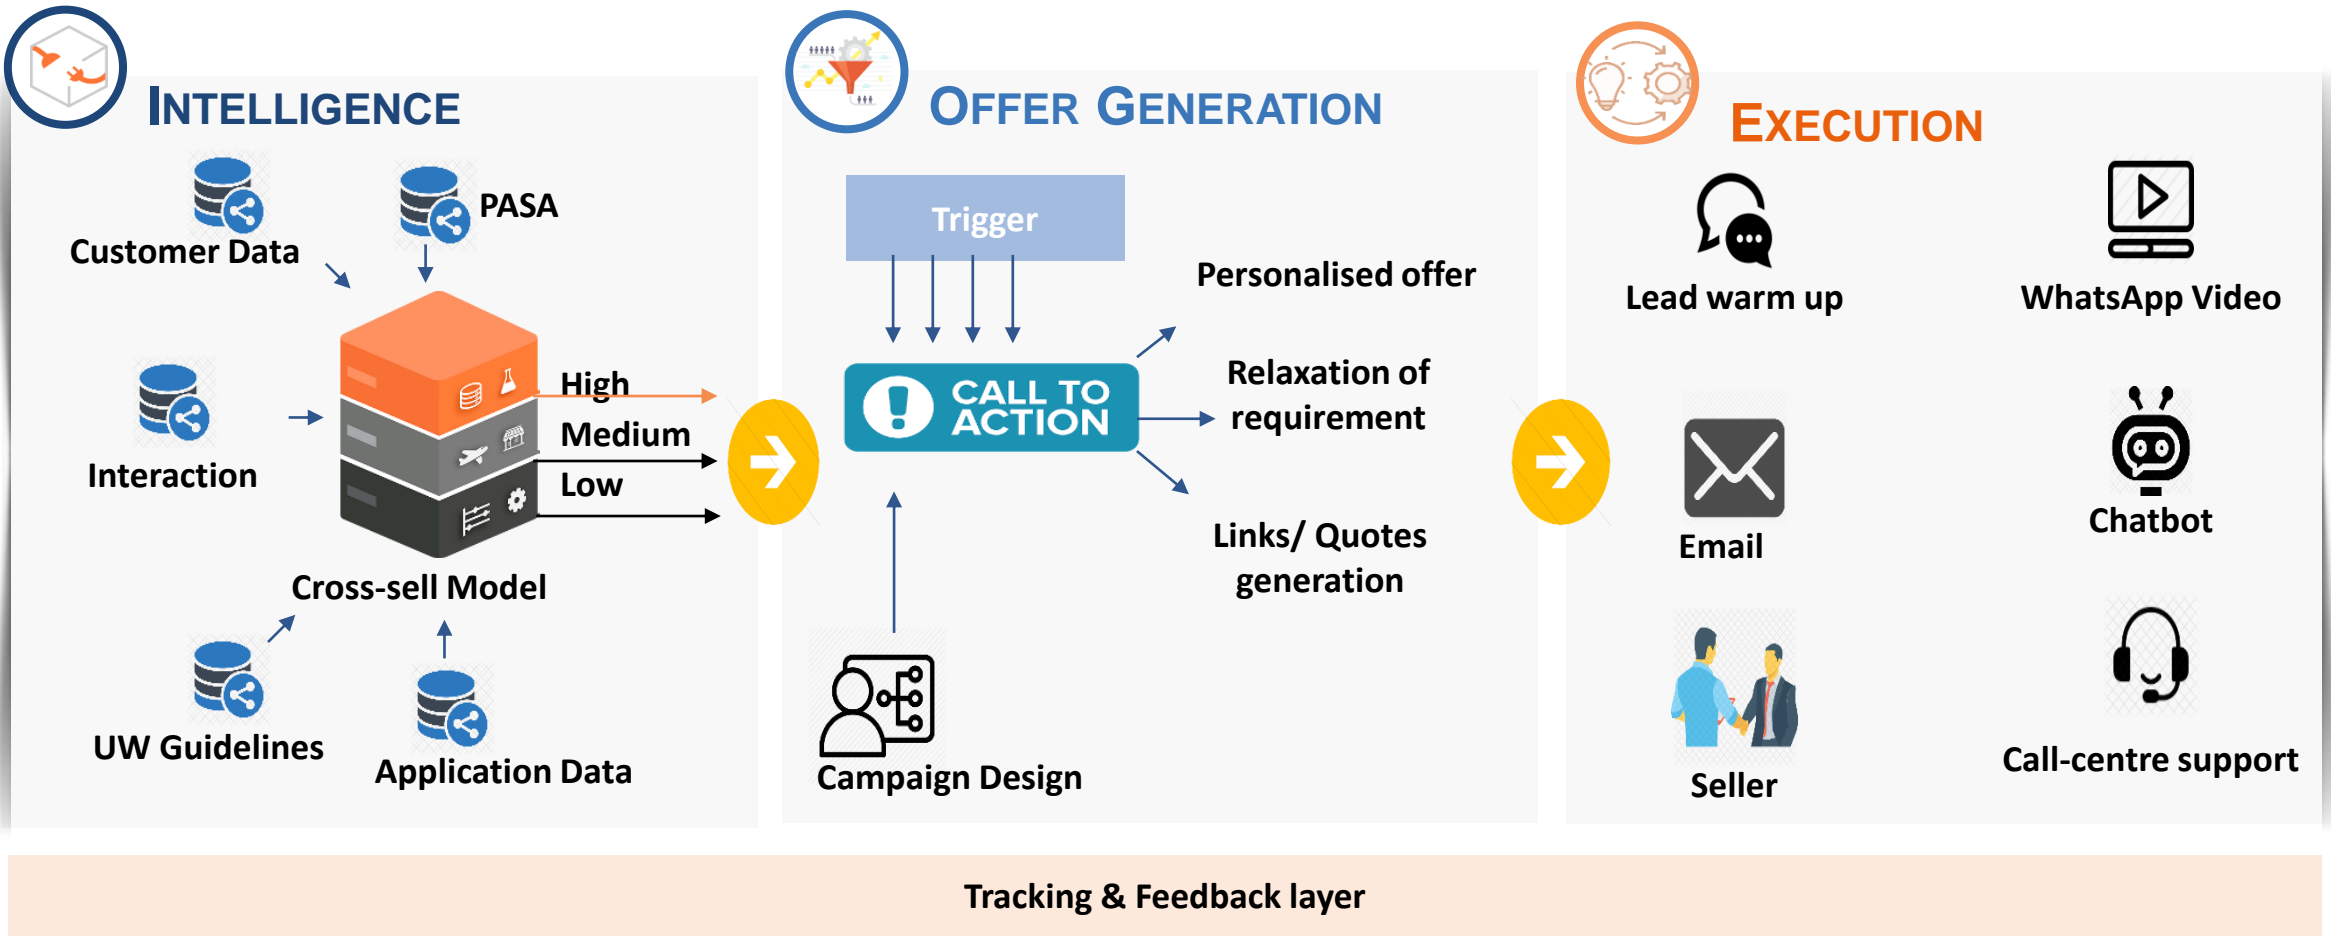 INTELLIGENCE
Customer Data
PASA
Interaction
High
Medium
Low
Cross-sell Model
UW Guidelines
Application Data
OFFER GENERATION
Trigger
CALL TO
ACTION
Personalised offer
Relaxation of
requirement
Links/ Quotes
generation
Campaign Design
EXECUTION
Lead warm up
WhatsApp Video
Email
Chatbot
Seller
Call-centre support
Tracking & Feedback layer